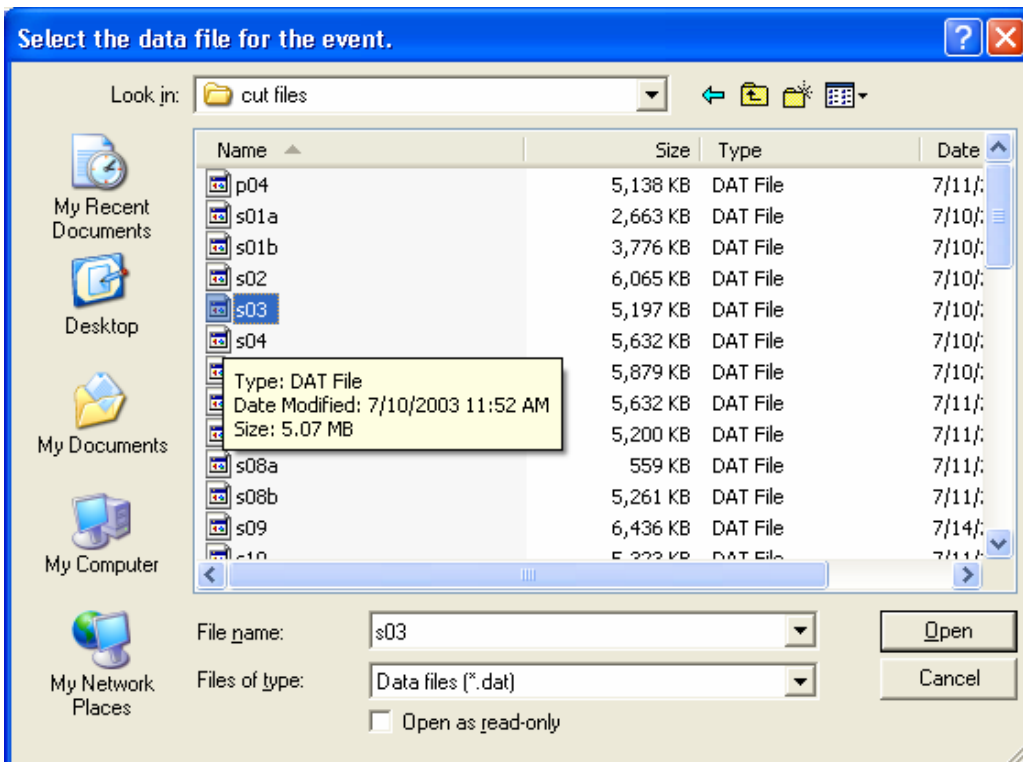 Select the data file for the event.
Look in: cut files
My Recent Documents
Desktop
My Documents
My Computer
My Network Places
Name Size Type Date
p04 5,138 KB DAT File 7/11/
s01a 2,663 KB DAT File 7/10/
s01b 3,776 KB DAT File 7/10/
s02 6,065 KB DAT File 7/10/
s03 5,197 KB DAT File 7/10/
s04 5,632 KB DAT File 7/10/
5,879 KB DAT File 7/10/
5,632 KB DAT File 7/11/
5,200 KB DAT File 7/11/
Type: DAT File
Date Modified: 7/10/2003 11:52 AM
Size: 5.07 MB
s08a 559 KB DAT File 7/11/
s08b 5,261 KB DAT File 7/11/
s09 6,436 KB DAT File 7/14/
s10 DAT File 7/11/
File name: s03 Open
Files of type: Data files (*.dat) Cancel
Open as read-only